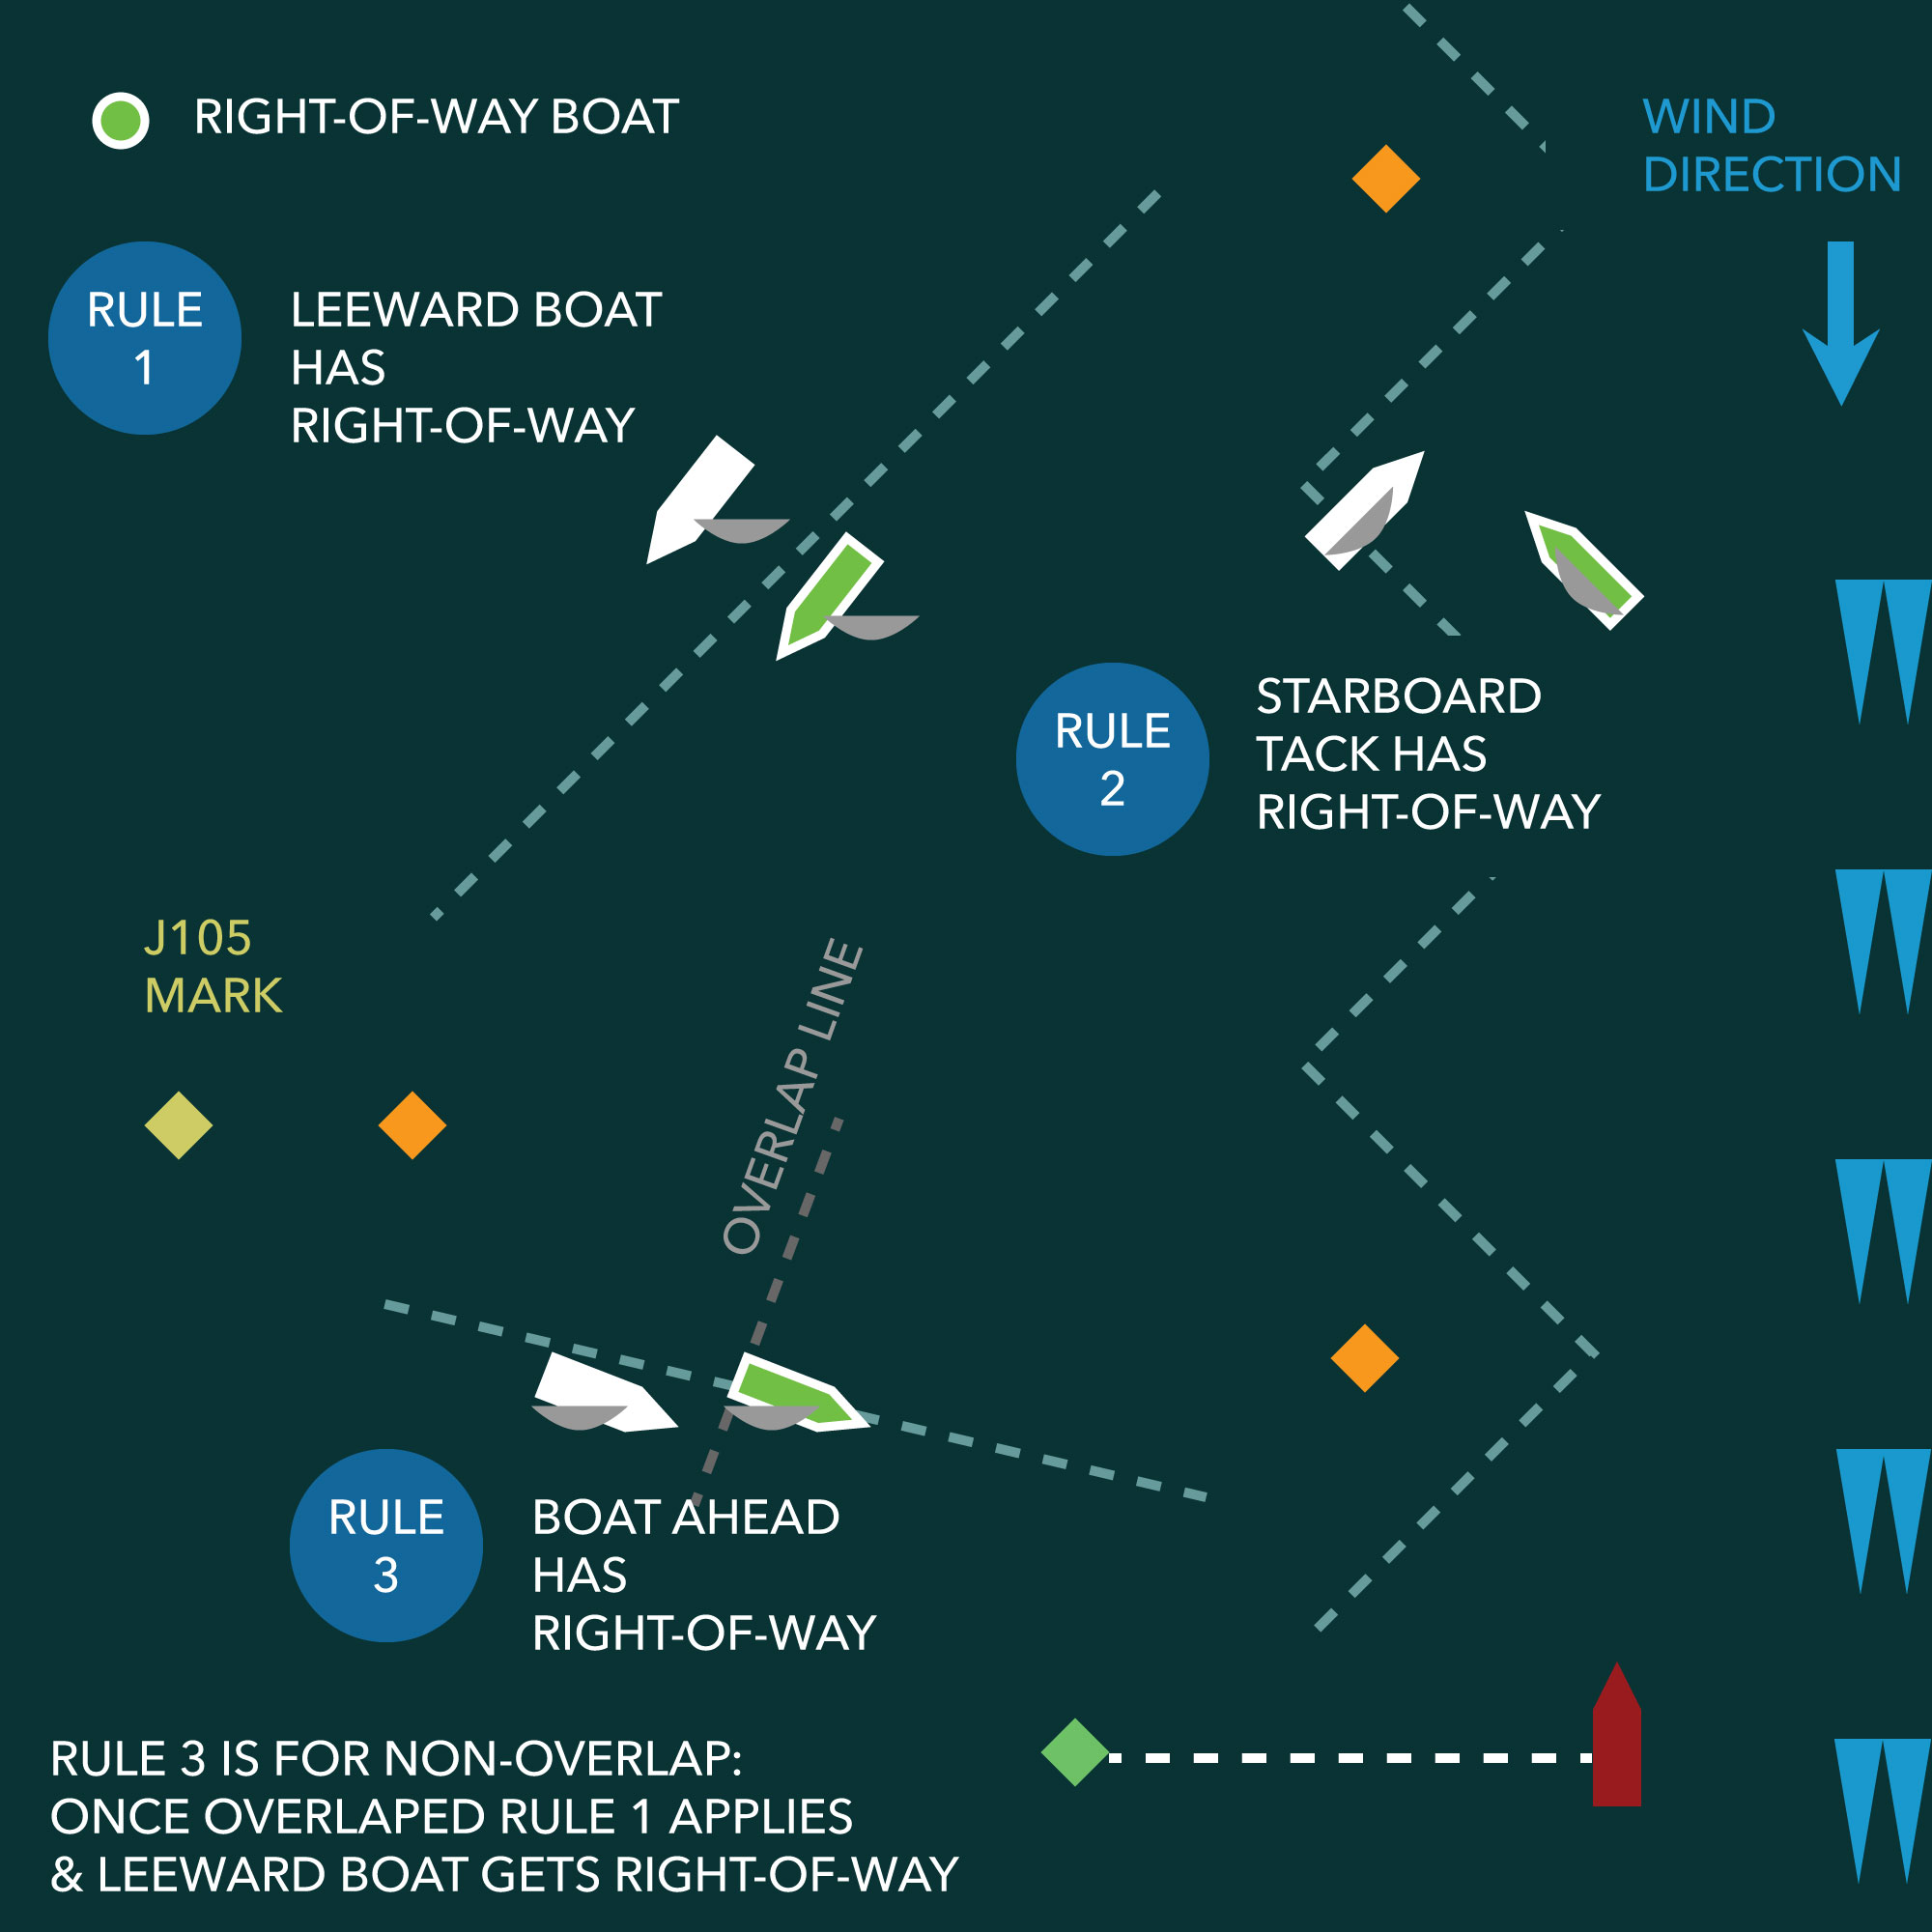 RIGHT-OF-WAY BOAT
WIND
DIRECTION
RULE
1
LEEWARD BOAT
HAS
RIGHT-OF-WAY
RULE
2
STARBOARD
TACK HAS
RIGHT-OF-WAY
J105
MARK
OVERLAP LINE
RULE
3
BOAT AHEAD
HAS
RIGHT-OF-WAY
RULE 3 IS FOR NON-OVERLAP:
ONCE OVERLAPED RULE 1 APPLIES
& LEEWARD BOAT GETS RIGHT-OF-WAY